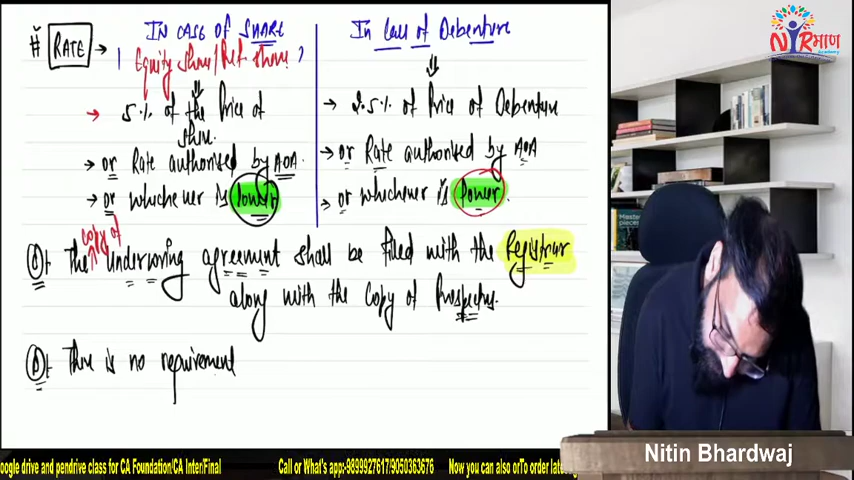 # RATE →
IN CASE OF SHARE
( Equity Share/Pref Share )
→ 5% of the Price of
Share.
→ or Rate authorised by AOA.
→ or whichever is lower
In Case of Debenture
→ 2.5% of Price of Debenture
→ or Rate authorised by AOA
→ or whichever is lower.
The copy of underwriting agreement shall be filled with the Registrar
along with the copy of Prospectus.
There is no requirement
NIRमाण
Academy
Nitin Bhardwaj
oogle drive and pendrive class for CA Foundation/CA Inter/Final Call or What's app:-9899927617/9050363676 Now you can also orTo order late